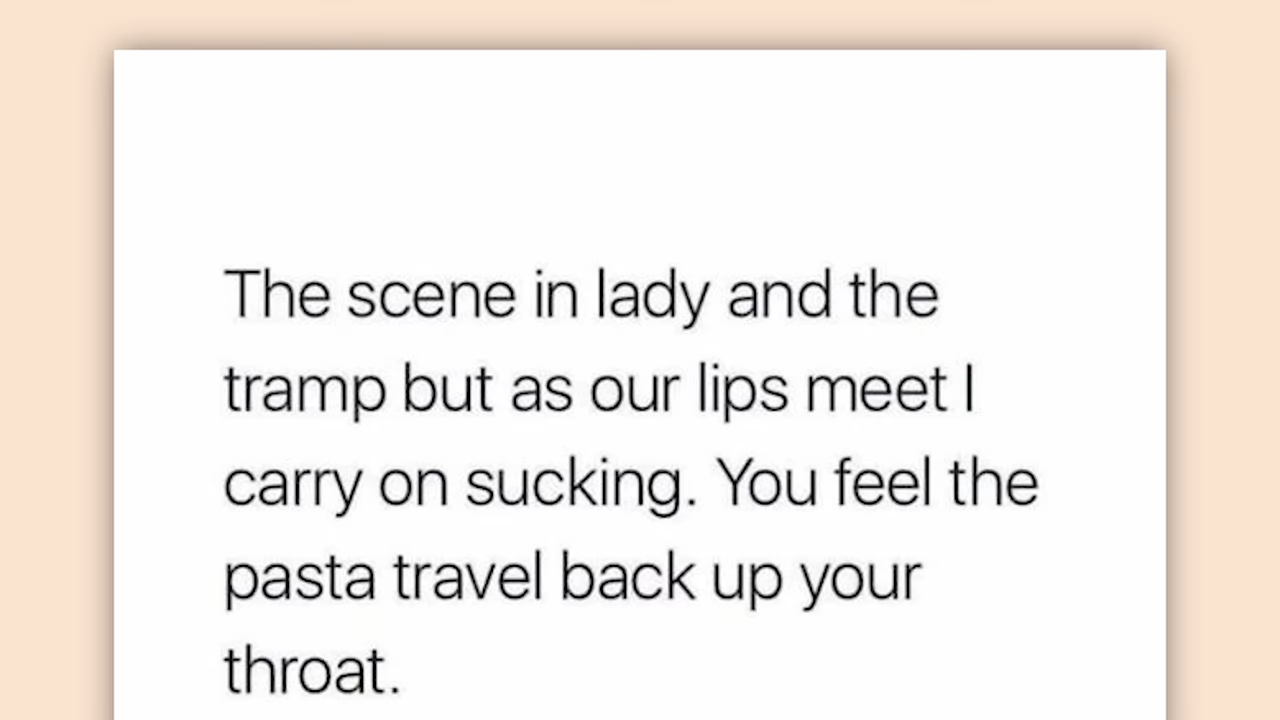 The scene in lady and the
tramp but as our lips meet I
carry on sucking. You feel the
pasta travel back up your
throat.